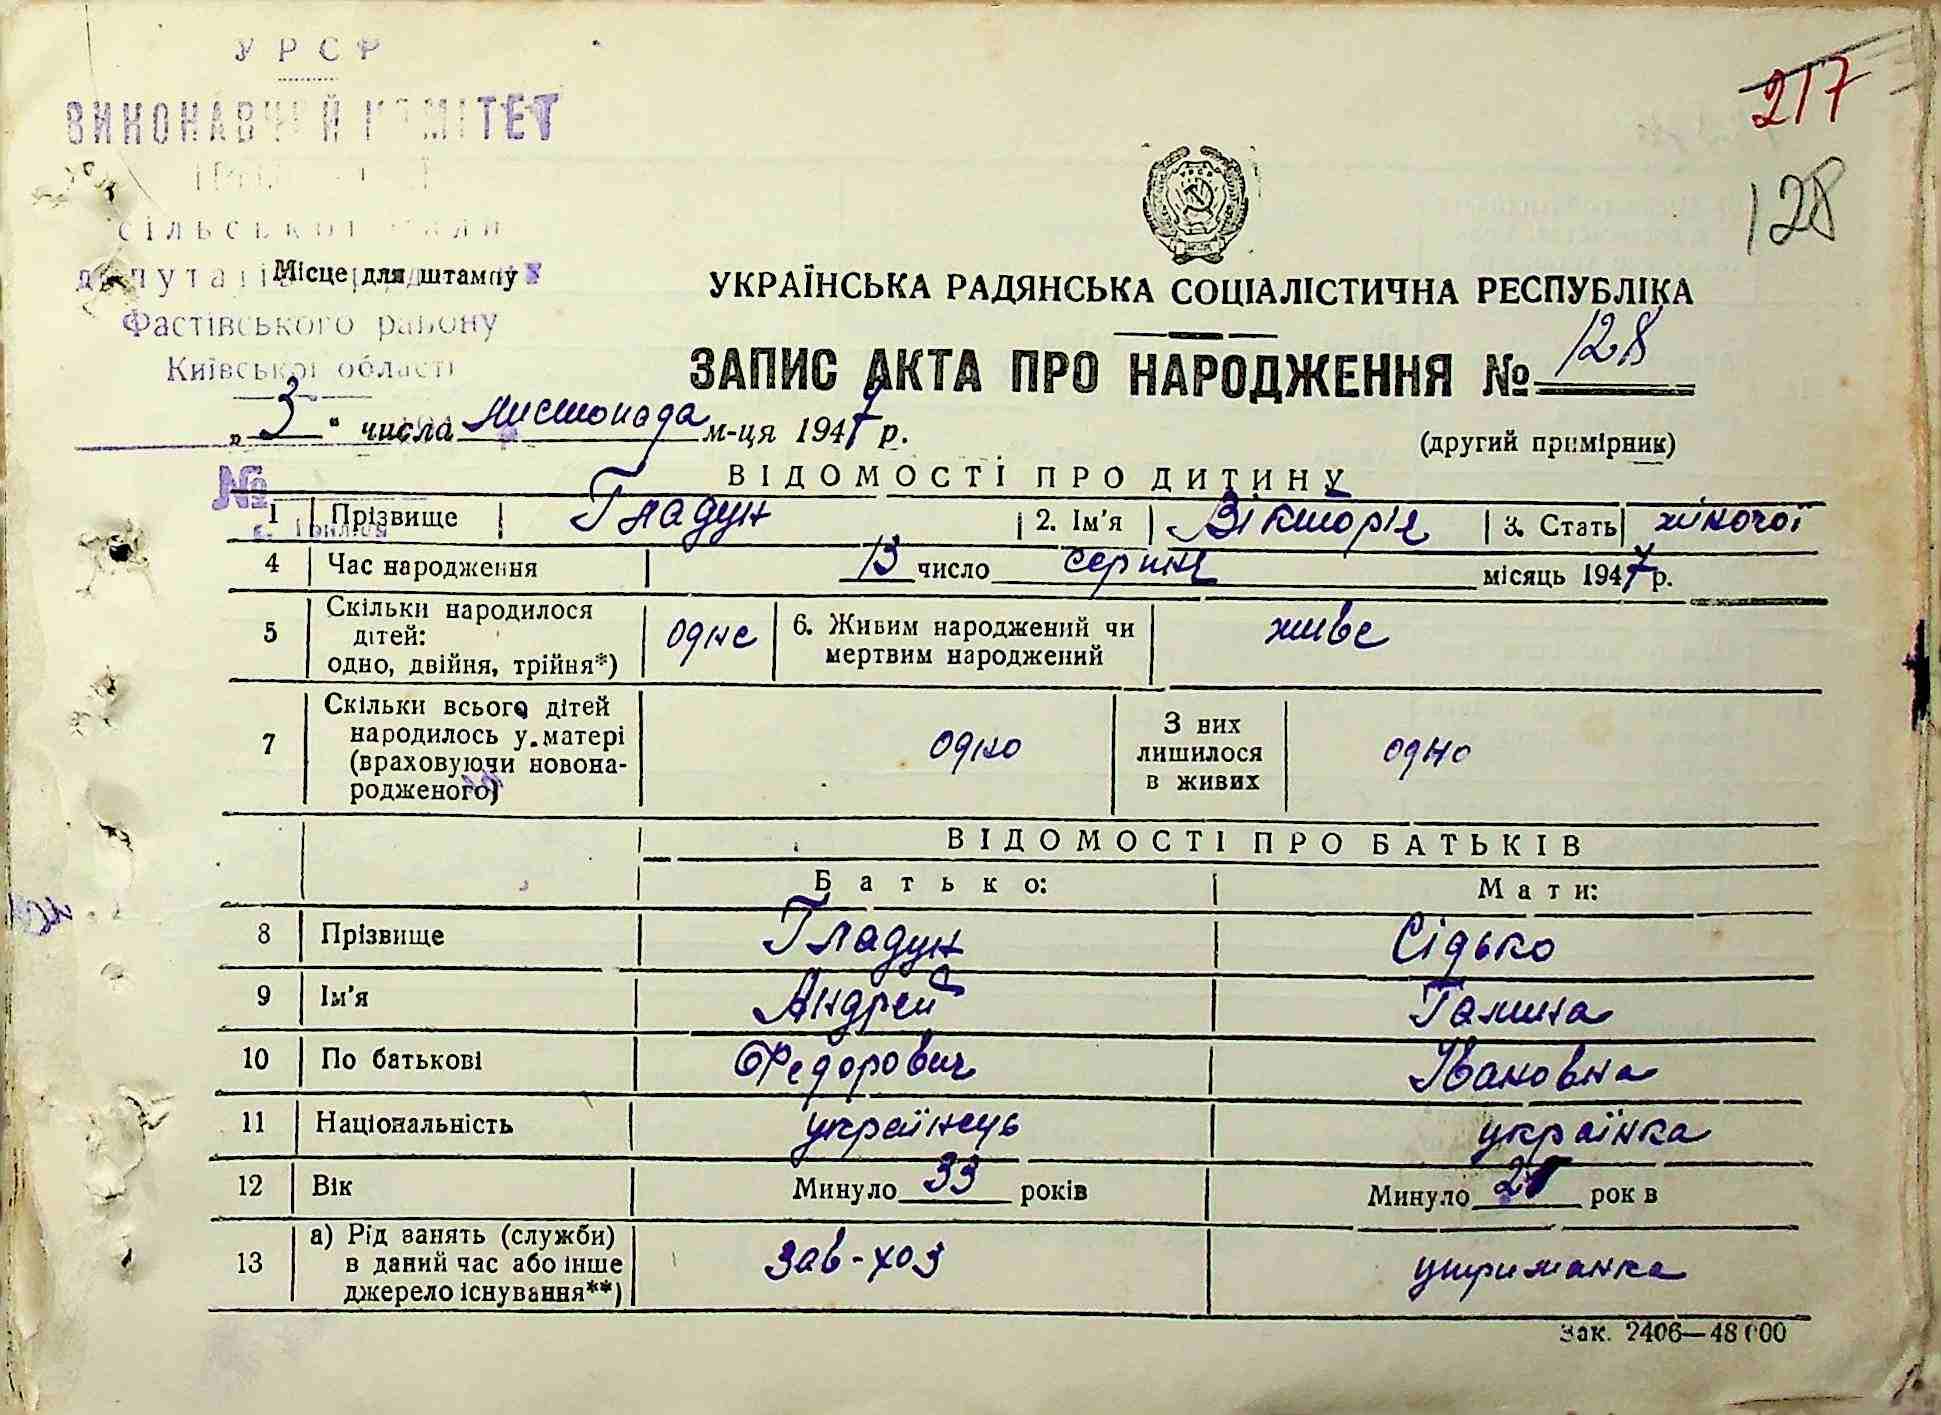 УРСР
ВИКОНАВЧИЙ КОМІТЕТ
сільської ради
депутатів
Місце для штампу
Фастівського району
Київської області
217
128
УКРАЇНСЬКА РАДЯНСЬКА СОЦІАЛІСТИЧНА РЕСПУБЛІКА
ЗАПИС АКТА ПРО НАРОДЖЕННЯ № 128
„3" числа листопада м-ця 1947 р.
(другий примірник)
№
ВІДОМОСТІ ПРО ДИТИНУ
1 Прізвище Гладун 2. Ім'я Вікторія 3. Стать жіночої
4 Час народження 13 число серпня місяць 1947 р.
5 Скільки народилося дітей: одно, двійня, трійня*) одне 6. Живим народжений чи мертвим народжений живе
7 Скільки всього дітей народилось у матері (враховуючи новонародженого) одно З них лишилося в живих одно
ВІДОМОСТІ ПРО БАТЬКІВ
Батько: Мати:
8 Прізвище Гладун Сідько
9 Ім'я Андрей Галина
10 По батькові Федорович Івановна
11 Національність українець українка
12 Вік Минуло 33 років Минуло років
13 а) Рід занять (служби) в даний час або інше джерело існування**) Зав-хоз утриманка
Зак. 2406—48000